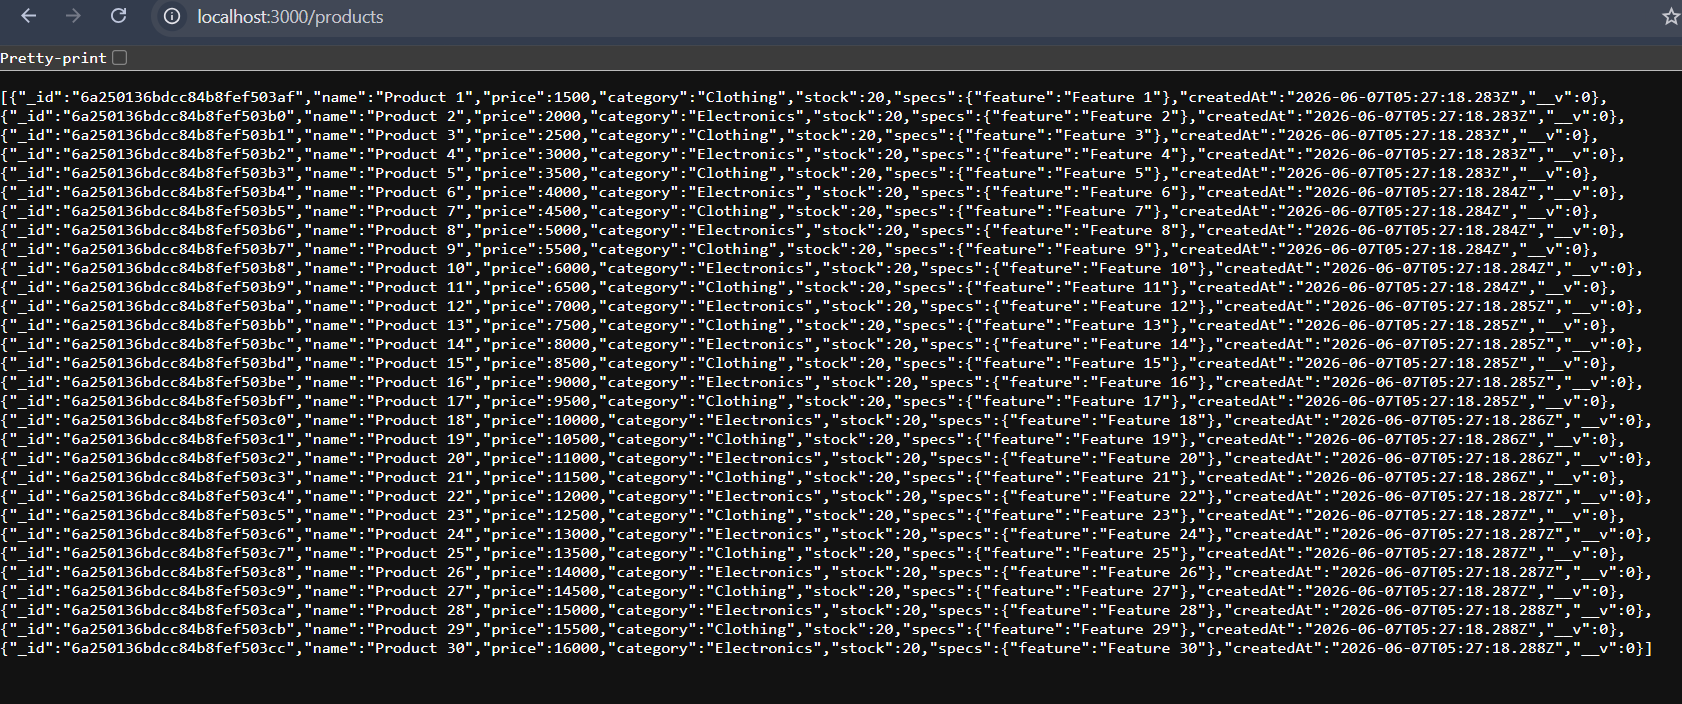 localhost:3000/products
Pretty-print
[{"_id":"6a250136bdcc84b8fef503af","name":"Product 1","price":1500,"category":"Clothing","stock":20,"specs":{"feature":"Feature 1"},"createdAt":"2026-06-07T05:27:18.283Z","__v":0},
{"_id":"6a250136bdcc84b8fef503b0","name":"Product 2","price":2000,"category":"Electronics","stock":20,"specs":{"feature":"Feature 2"},"createdAt":"2026-06-07T05:27:18.283Z","__v":0},
{"_id":"6a250136bdcc84b8fef503b1","name":"Product 3","price":2500,"category":"Clothing","stock":20,"specs":{"feature":"Feature 3"},"createdAt":"2026-06-07T05:27:18.283Z","__v":0},
{"_id":"6a250136bdcc84b8fef503b2","name":"Product 4","price":3000,"category":"Electronics","stock":20,"specs":{"feature":"Feature 4"},"createdAt":"2026-06-07T05:27:18.283Z","__v":0},
{"_id":"6a250136bdcc84b8fef503b3","name":"Product 5","price":3500,"category":"Clothing","stock":20,"specs":{"feature":"Feature 5"},"createdAt":"2026-06-07T05:27:18.283Z","__v":0},
{"_id":"6a250136bdcc84b8fef503b4","name":"Product 6","price":4000,"category":"Electronics","stock":20,"specs":{"feature":"Feature 6"},"createdAt":"2026-06-07T05:27:18.284Z","__v":0},
{"_id":"6a250136bdcc84b8fef503b5","name":"Product 7","price":4500,"category":"Clothing","stock":20,"specs":{"feature":"Feature 7"},"createdAt":"2026-06-07T05:27:18.284Z","__v":0},
{"_id":"6a250136bdcc84b8fef503b6","name":"Product 8","price":5000,"category":"Electronics","stock":20,"specs":{"feature":"Feature 8"},"createdAt":"2026-06-07T05:27:18.284Z","__v":0},
{"_id":"6a250136bdcc84b8fef503b7","name":"Product 9","price":5500,"category":"Clothing","stock":20,"specs":{"feature":"Feature 9"},"createdAt":"2026-06-07T05:27:18.284Z","__v":0},
{"_id":"6a250136bdcc84b8fef503b8","name":"Product 10","price":6000,"category":"Electronics","stock":20,"specs":{"feature":"Feature 10"},"createdAt":"2026-06-07T05:27:18.284Z","__v":0},
{"_id":"6a250136bdcc84b8fef503b9","name":"Product 11","price":6500,"category":"Clothing","stock":20,"specs":{"feature":"Feature 11"},"createdAt":"2026-06-07T05:27:18.284Z","__v":0},
{"_id":"6a250136bdcc84b8fef503ba","name":"Product 12","price":7000,"category":"Electronics","stock":20,"specs":{"feature":"Feature 12"},"createdAt":"2026-06-07T05:27:18.285Z","__v":0},
{"_id":"6a250136bdcc84b8fef503bb","name":"Product 13","price":7500,"category":"Clothing","stock":20,"specs":{"feature":"Feature 13"},"createdAt":"2026-06-07T05:27:18.285Z","__v":0},
{"_id":"6a250136bdcc84b8fef503bc","name":"Product 14","price":8000,"category":"Electronics","stock":20,"specs":{"feature":"Feature 14"},"createdAt":"2026-06-07T05:27:18.285Z","__v":0},
{"_id":"6a250136bdcc84b8fef503bd","name":"Product 15","price":8500,"category":"Clothing","stock":20,"specs":{"feature":"Feature 15"},"createdAt":"2026-06-07T05:27:18.285Z","__v":0},
{"_id":"6a250136bdcc84b8fef503be","name":"Product 16","price":9000,"category":"Electronics","stock":20,"specs":{"feature":"Feature 16"},"createdAt":"2026-06-07T05:27:18.285Z","__v":0},
{"_id":"6a250136bdcc84b8fef503bf","name":"Product 17","price":9500,"category":"Clothing","stock":20,"specs":{"feature":"Feature 17"},"createdAt":"2026-06-07T05:27:18.285Z","__v":0},
{"_id":"6a250136bdcc84b8fef503c0","name":"Product 18","price":10000,"category":"Electronics","stock":20,"specs":{"feature":"Feature 18"},"createdAt":"2026-06-07T05:27:18.286Z","__v":0},
{"_id":"6a250136bdcc84b8fef503c1","name":"Product 19","price":10500,"category":"Clothing","stock":20,"specs":{"feature":"Feature 19"},"createdAt":"2026-06-07T05:27:18.286Z","__v":0},
{"_id":"6a250136bdcc84b8fef503c2","name":"Product 20","price":11000,"category":"Electronics","stock":20,"specs":{"feature":"Feature 20"},"createdAt":"2026-06-07T05:27:18.286Z","__v":0},
{"_id":"6a250136bdcc84b8fef503c3","name":"Product 21","price":11500,"category":"Clothing","stock":20,"specs":{"feature":"Feature 21"},"createdAt":"2026-06-07T05:27:18.286Z","__v":0},
{"_id":"6a250136bdcc84b8fef503c4","name":"Product 22","price":12000,"category":"Electronics","stock":20,"specs":{"feature":"Feature 22"},"createdAt":"2026-06-07T05:27:18.287Z","__v":0},
{"_id":"6a250136bdcc84b8fef503c5","name":"Product 23","price":12500,"category":"Clothing","stock":20,"specs":{"feature":"Feature 23"},"createdAt":"2026-06-07T05:27:18.287Z","__v":0},
{"_id":"6a250136bdcc84b8fef503c6","name":"Product 24","price":13000,"category":"Electronics","stock":20,"specs":{"feature":"Feature 24"},"createdAt":"2026-06-07T05:27:18.287Z","__v":0},
{"_id":"6a250136bdcc84b8fef503c7","name":"Product 25","price":13500,"category":"Clothing","stock":20,"specs":{"feature":"Feature 25"},"createdAt":"2026-06-07T05:27:18.287Z","__v":0},
{"_id":"6a250136bdcc84b8fef503c8","name":"Product 26","price":14000,"category":"Electronics","stock":20,"specs":{"feature":"Feature 26"},"createdAt":"2026-06-07T05:27:18.287Z","__v":0},
{"_id":"6a250136bdcc84b8fef503c9","name":"Product 27","price":14500,"category":"Clothing","stock":20,"specs":{"feature":"Feature 27"},"createdAt":"2026-06-07T05:27:18.287Z","__v":0},
{"_id":"6a250136bdcc84b8fef503ca","name":"Product 28","price":15000,"category":"Electronics","stock":20,"specs":{"feature":"Feature 28"},"createdAt":"2026-06-07T05:27:18.288Z","__v":0},
{"_id":"6a250136bdcc84b8fef503cb","name":"Product 29","price":15500,"category":"Clothing","stock":20,"specs":{"feature":"Feature 29"},"createdAt":"2026-06-07T05:27:18.288Z","__v":0},
{"_id":"6a250136bdcc84b8fef503cc","name":"Product 30","price":16000,"category":"Electronics","stock":20,"specs":{"feature":"Feature 30"},"createdAt":"2026-06-07T05:27:18.288Z","__v":0}]